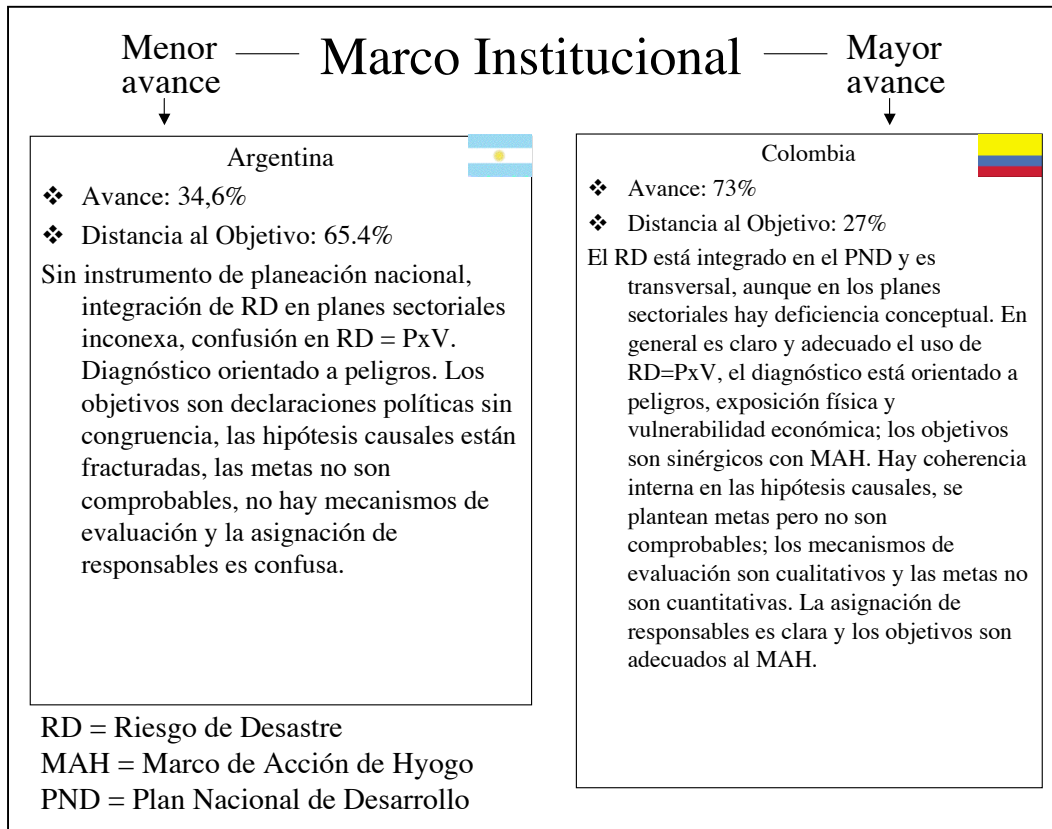 Menor avance
Marco Institucional
Mayor avance
Argentina
❖ Avance: 34,6%
❖ Distancia al Objetivo: 65.4%
Sin instrumento de planeación nacional,
integración de RD en planes sectoriales
inconexa, confusión en RD = PxV.
Diagnóstico orientado a peligros. Los
objetivos son declaraciones políticas sin
congruencia, las hipótesis causales están
fracturadas, las metas no son
comprobables, no hay mecanismos de
evaluación y la asignación de
responsables es confusa.
Colombia
❖ Avance: 73%
❖ Distancia al Objetivo: 27%
El RD está integrado en el PND y es
transversal, aunque en los planes
sectoriales hay deficiencia conceptual. En
general es claro y adecuado el uso de
RD=PxV, el diagnóstico está orientado a
peligros, exposición física y
vulnerabilidad económica; los objetivos
son sinérgicos con MAH. Hay coherencia
interna en las hipótesis causales, se
plantean metas pero no son
comprobables; los mecanismos de
evaluación son cualitativos y las metas no
son cuantitativas. La asignación de
responsables es clara y los objetivos son
adecuados al MAH.
RD = Riesgo de Desastre
MAH = Marco de Acción de Hyogo
PND = Plan Nacional de Desarrollo